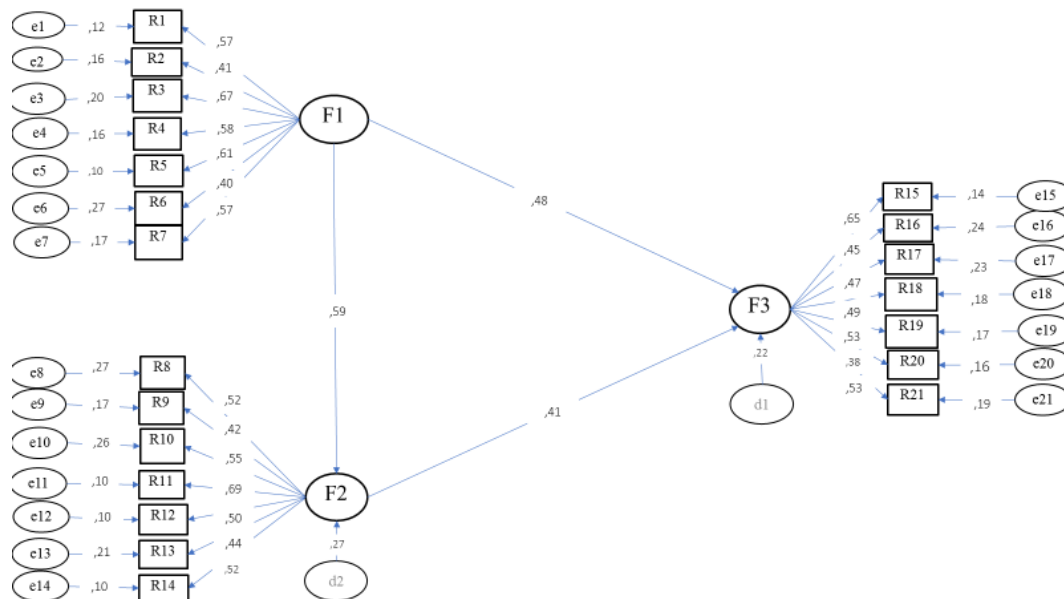 e1 ,12 R1 ,57
e2 ,16 R2 ,41
e3 ,20 R3 ,67
e4 ,16 R4 ,58
e5 ,10 R5 ,61
e6 ,27 R6 ,40
e7 ,17 R7 ,57
F1
,48
,59
F3
,22
d1
,65 R15 ,14 e15
,45 R16 ,24 e16
,47 R17 ,23 e17
,49 R18 ,18 e18
,53 R19 ,17 e19
,38 R20 ,16 e20
,53 R21 ,19 e21
,41
e8 ,27 R8 ,52
e9 ,17 R9 ,42
e10 ,26 R10 ,55
e11 ,10 R11 ,69
e12 ,10 R12 ,50
e13 ,21 R13 ,44
e14 ,10 R14 ,52
F2
,27
d2